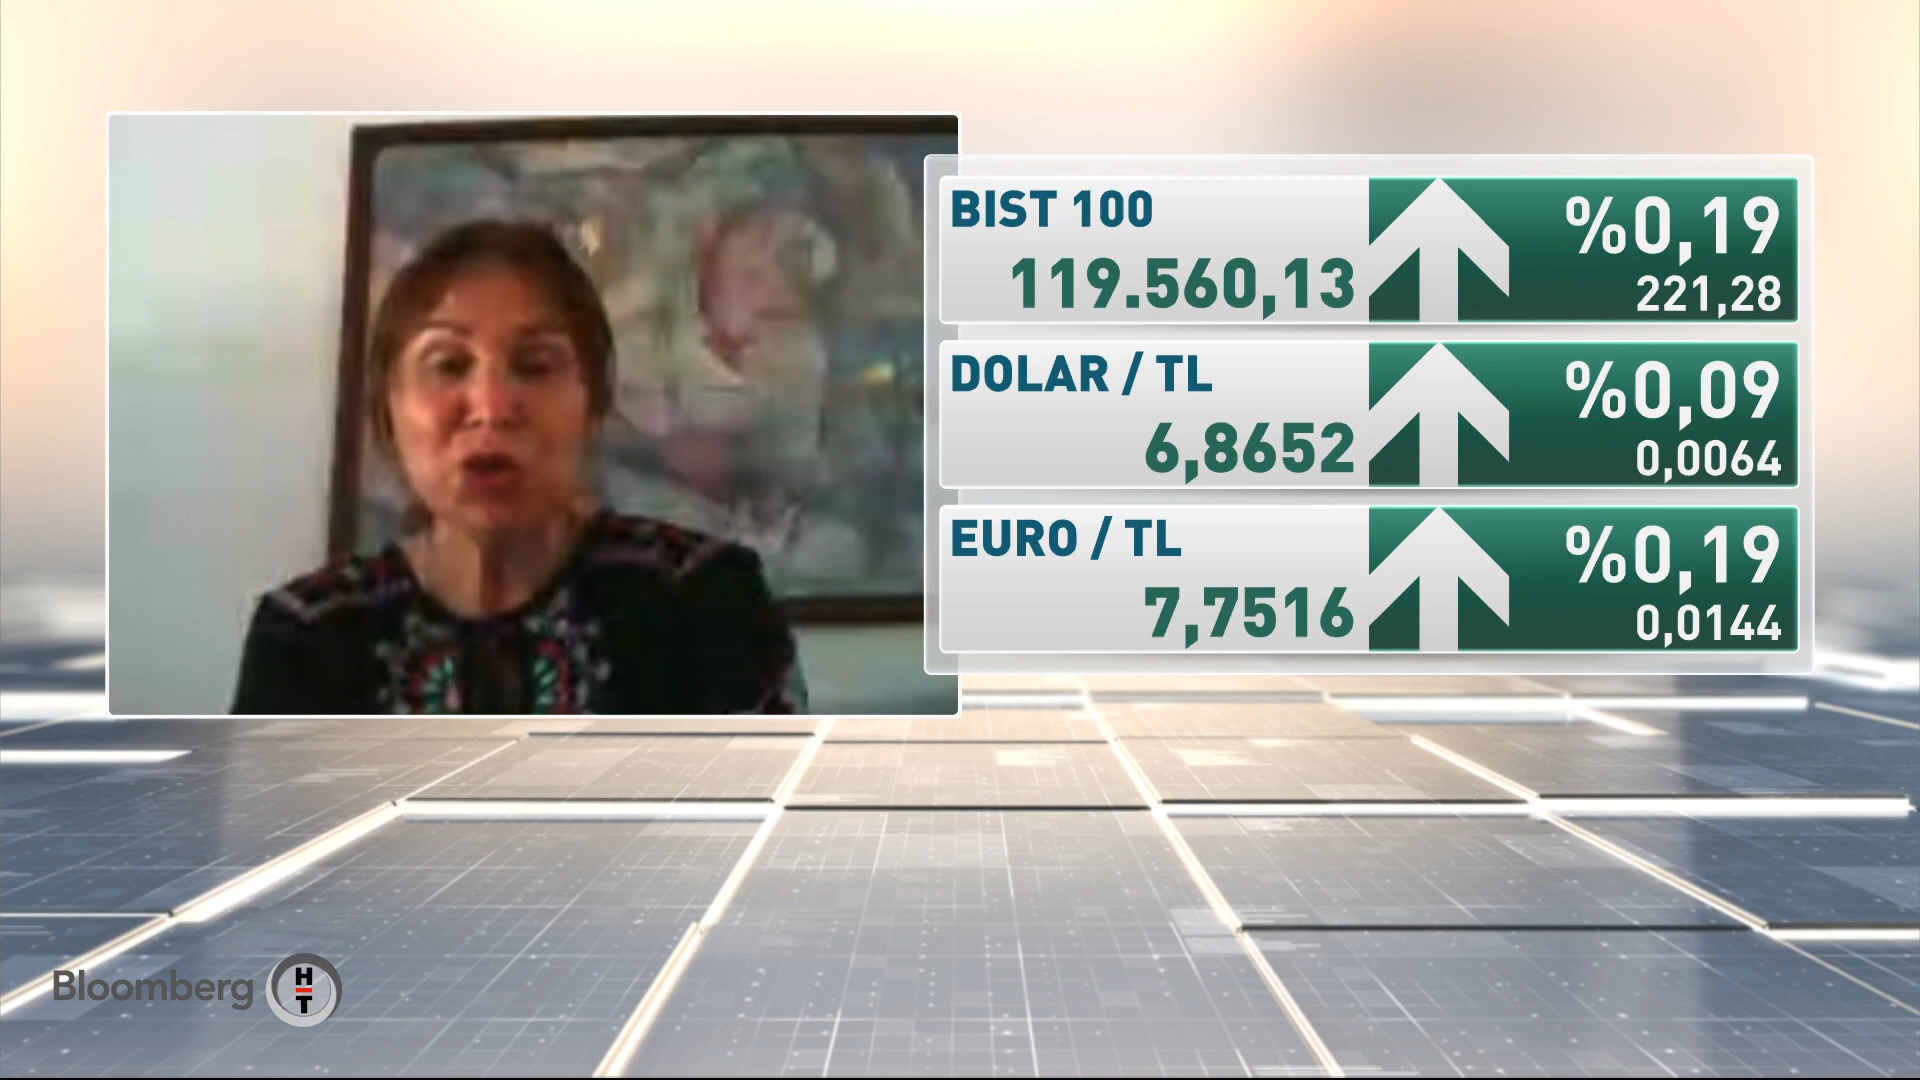 BIST 100
119.560,13
%0,19
221,28
DOLAR / TL
6,8652
%0,09
0,0064
EURO / TL
7,7516
%0,19
0,0144
Bloomberg HT